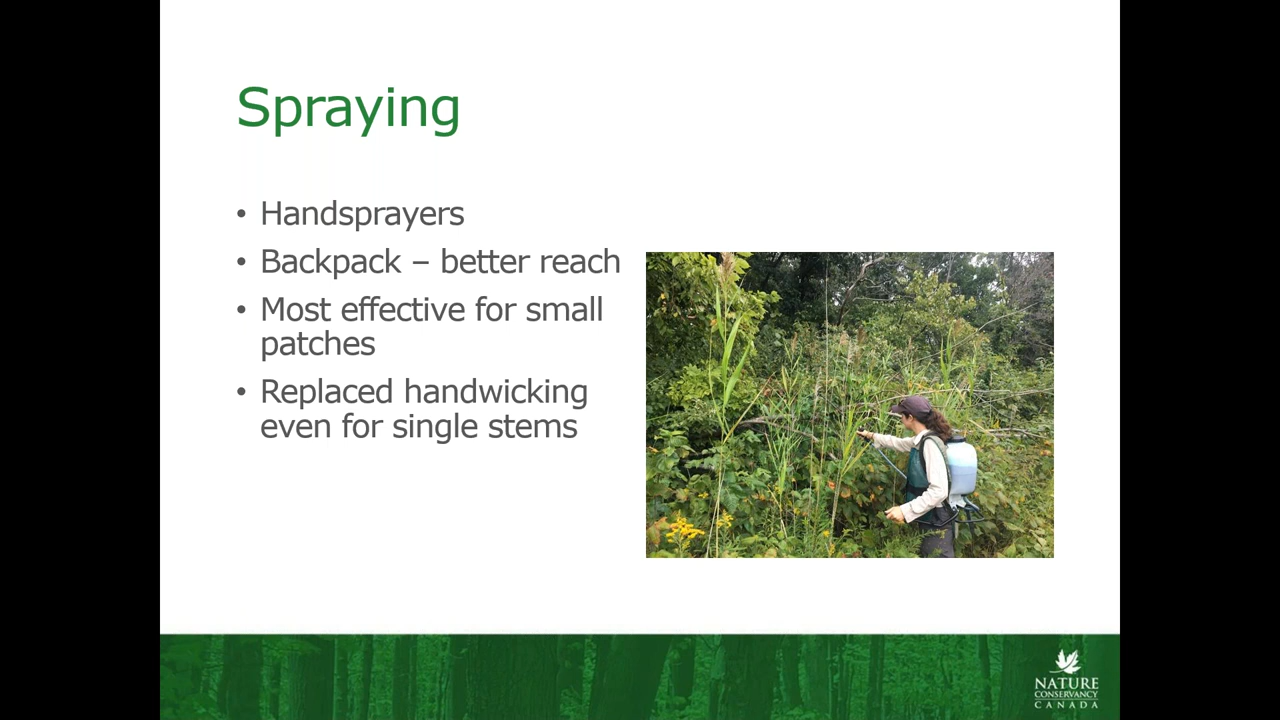 Spraying
• Handsprayers
• Backpack – better reach
• Most effective for small
patches
• Replaced handwicking
even for single stems
NATURE
CONSERVANCY
CANADA